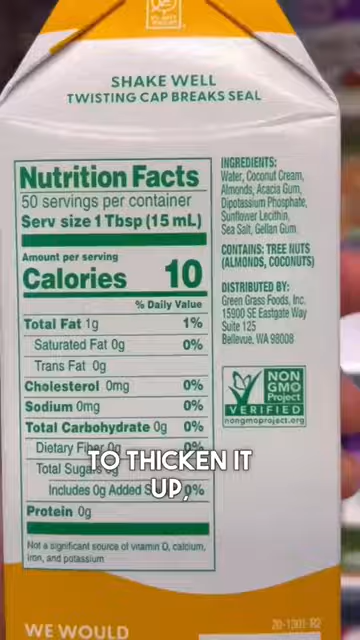 SHAKE WELL
TWISTING CAP BREAKS SEAL
Nutrition Facts
50 servings per container
Serv size 1 Tbsp (15 mL)
Amount per serving
Calories 10
% Daily Value
Total Fat 1g 1%
Saturated Fat 0g 0%
Trans Fat 0g
Cholesterol 0mg 0%
Sodium 0mg 0%
Total Carbohydrate 0g 0%
Dietary Fiber 0g 0%
Total Sugars 0g
Includes 0g Added 0%
Protein 0g
Not a significant source of vitamin D, calcium,
iron, and potassium
INGREDIENTS:
Water, Coconut Cream,
Almonds, Acacia Gum,
Dipotassium Phosphate,
Sunflower Lecithin,
Sea Salt, Gellan Gum.
CONTAINS: TREE NUTS
(ALMONDS, COCONUTS)
DISTRIBUTED BY:
Green Grass Foods, Inc.
15900 SE Eastgate Way
Suite 125
Bellevue, WA 98008
NON
GMO
Project
VERIFIED
nongmoproject.org
TO THICKEN IT
UP,
WE WOULD
20-1301-R2